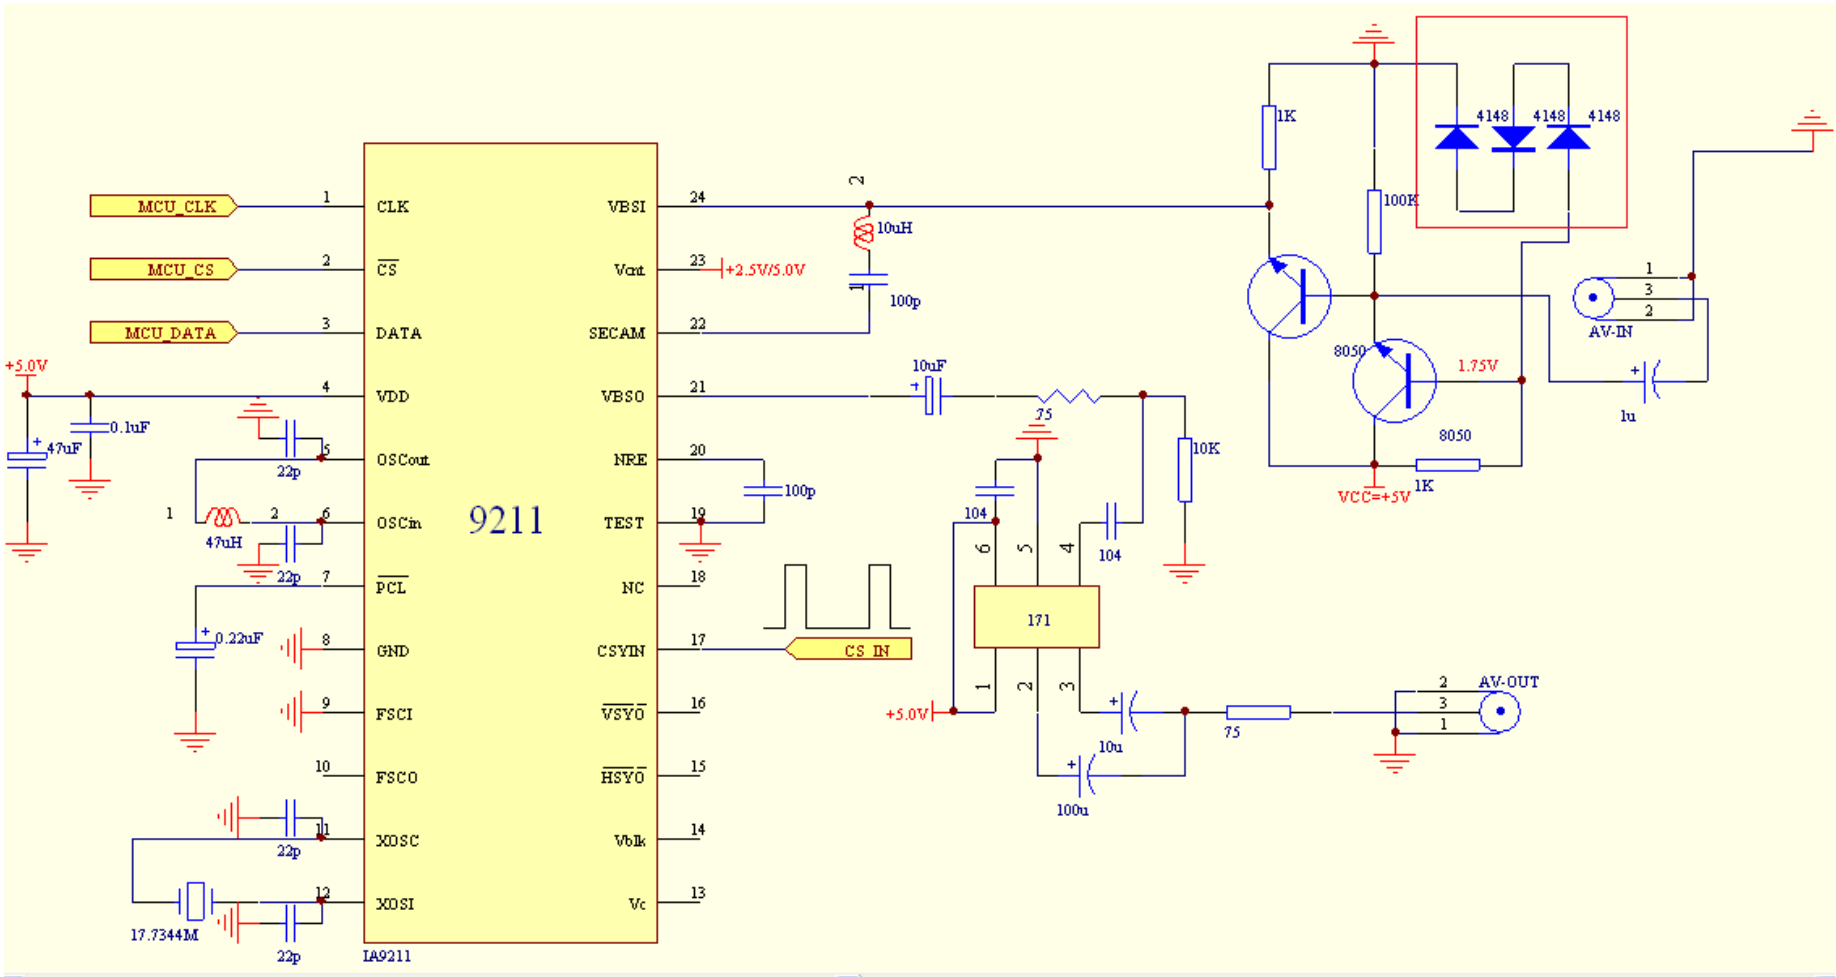 1K
4148 4148 4148
100K
2
MCU_CLK 1 CLK VBSI 24
10uH
MCU_CS 2 CS Vcnt 23 +2.5V/5.0V
1 100p
1
3
2
AV-IN
MCU_DATA 3 DATA SECAM 22
8050
1.75V
+5.0V
10uF
4 VDD VBSO 21
75
1u
0.1uF
47uF
8050
10K
5 OSCout NRE 20
22p
100p
1K
VCC=+5V
1 2 6 OSCin TEST 19
104
9211
47uH
22p
6 5 4 104
7 PCL NC 18
171
0.22uF
8 GND CSYIN 17 CS IN
1 2 3
9 FSCI VSYO 16
+5.0V
10u
75
2 AV-OUT
3
1
10 FSCO HSYO 15
100u
11 XOSC Vblk 14
22p
12 XOSI Vc 13
17.7344M
22p
IA9211